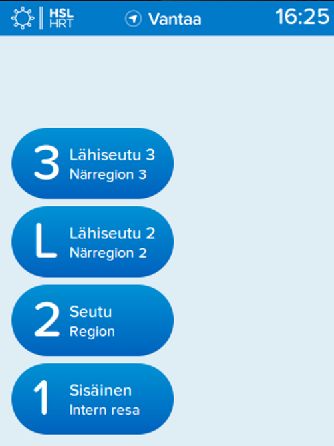 HSL
HRT
Vantaa
16:25
3
Lähiseutu 3
Närregion 3
L
Lähiseutu 2
Närregion 2
2
Seutu
Region
1
Sisäinen
Intern resa